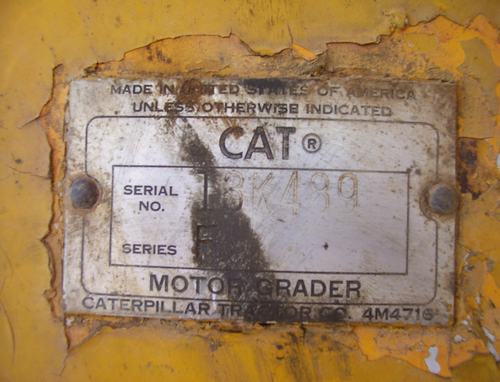 MADE IN UNITED STATES OF AMERICA
UNLESS OTHERWISE INDICATED
CAT®
SERIAL NO. 13K489
SERIES E
MOTOR GRADER
CATERPILLAR TRACTOR CO. 4M4716